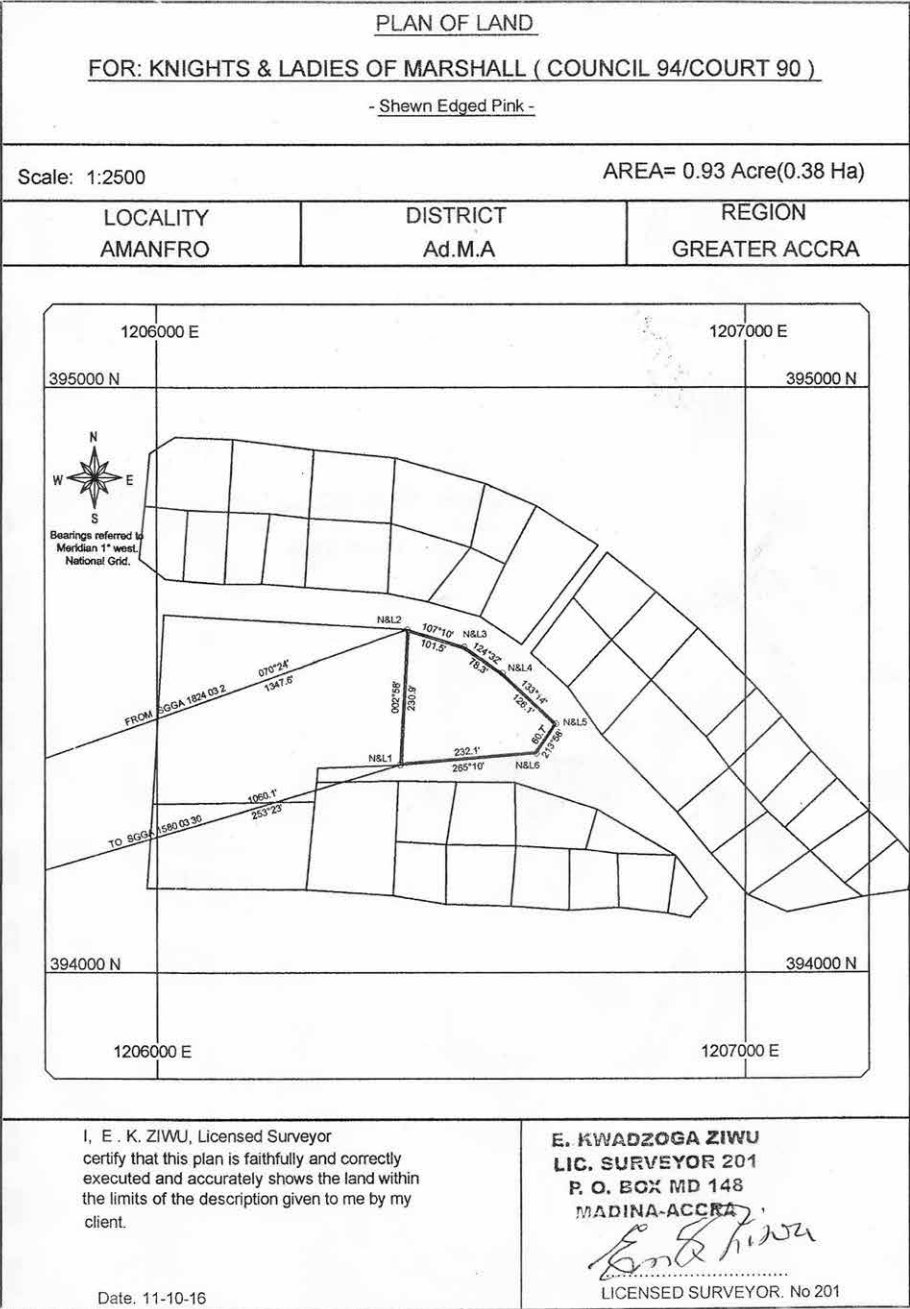 PLAN OF LAND
FOR: KNIGHTS & LADIES OF MARSHALL ( COUNCIL 94/COURT 90 )
- Shewn Edged Pink -
Scale: 1:2500
AREA= 0.93 Acre(0.38 Ha)
LOCALITY
AMANFRO
DISTRICT
Ad.M.A
REGION
GREATER ACCRA
1206000 E
1207000 E
395000 N
395000 N
N
W E
S
Bearings referred to
Meridian 1° west.
National Grid.
N&L2
107°10'
101.5'
N&L3
124°32'
78.3'
N&L4
133°14'
126.1'
N&L5
60.7'
213°56'
N&L6
232.1'
265°10'
N&L1
002°58'
230.9'
070°24'
1347.6'
FROM SGGA 1824 03 2
1060.1'
253°23'
TO SGGA 1580 03 30
394000 N
394000 N
1206000 E
1207000 E
I, E . K. ZIWU, Licensed Surveyor
certify that this plan is faithfully and correctly
executed and accurately shows the land within
the limits of the description given to me by my
client.
Date. 11-10-16
E. KWADZOGA ZIWU
LIC. SURVEYOR 201
P. O. BOX MD 148
MADINA-ACCRA
LICENSED SURVEYOR. No 201